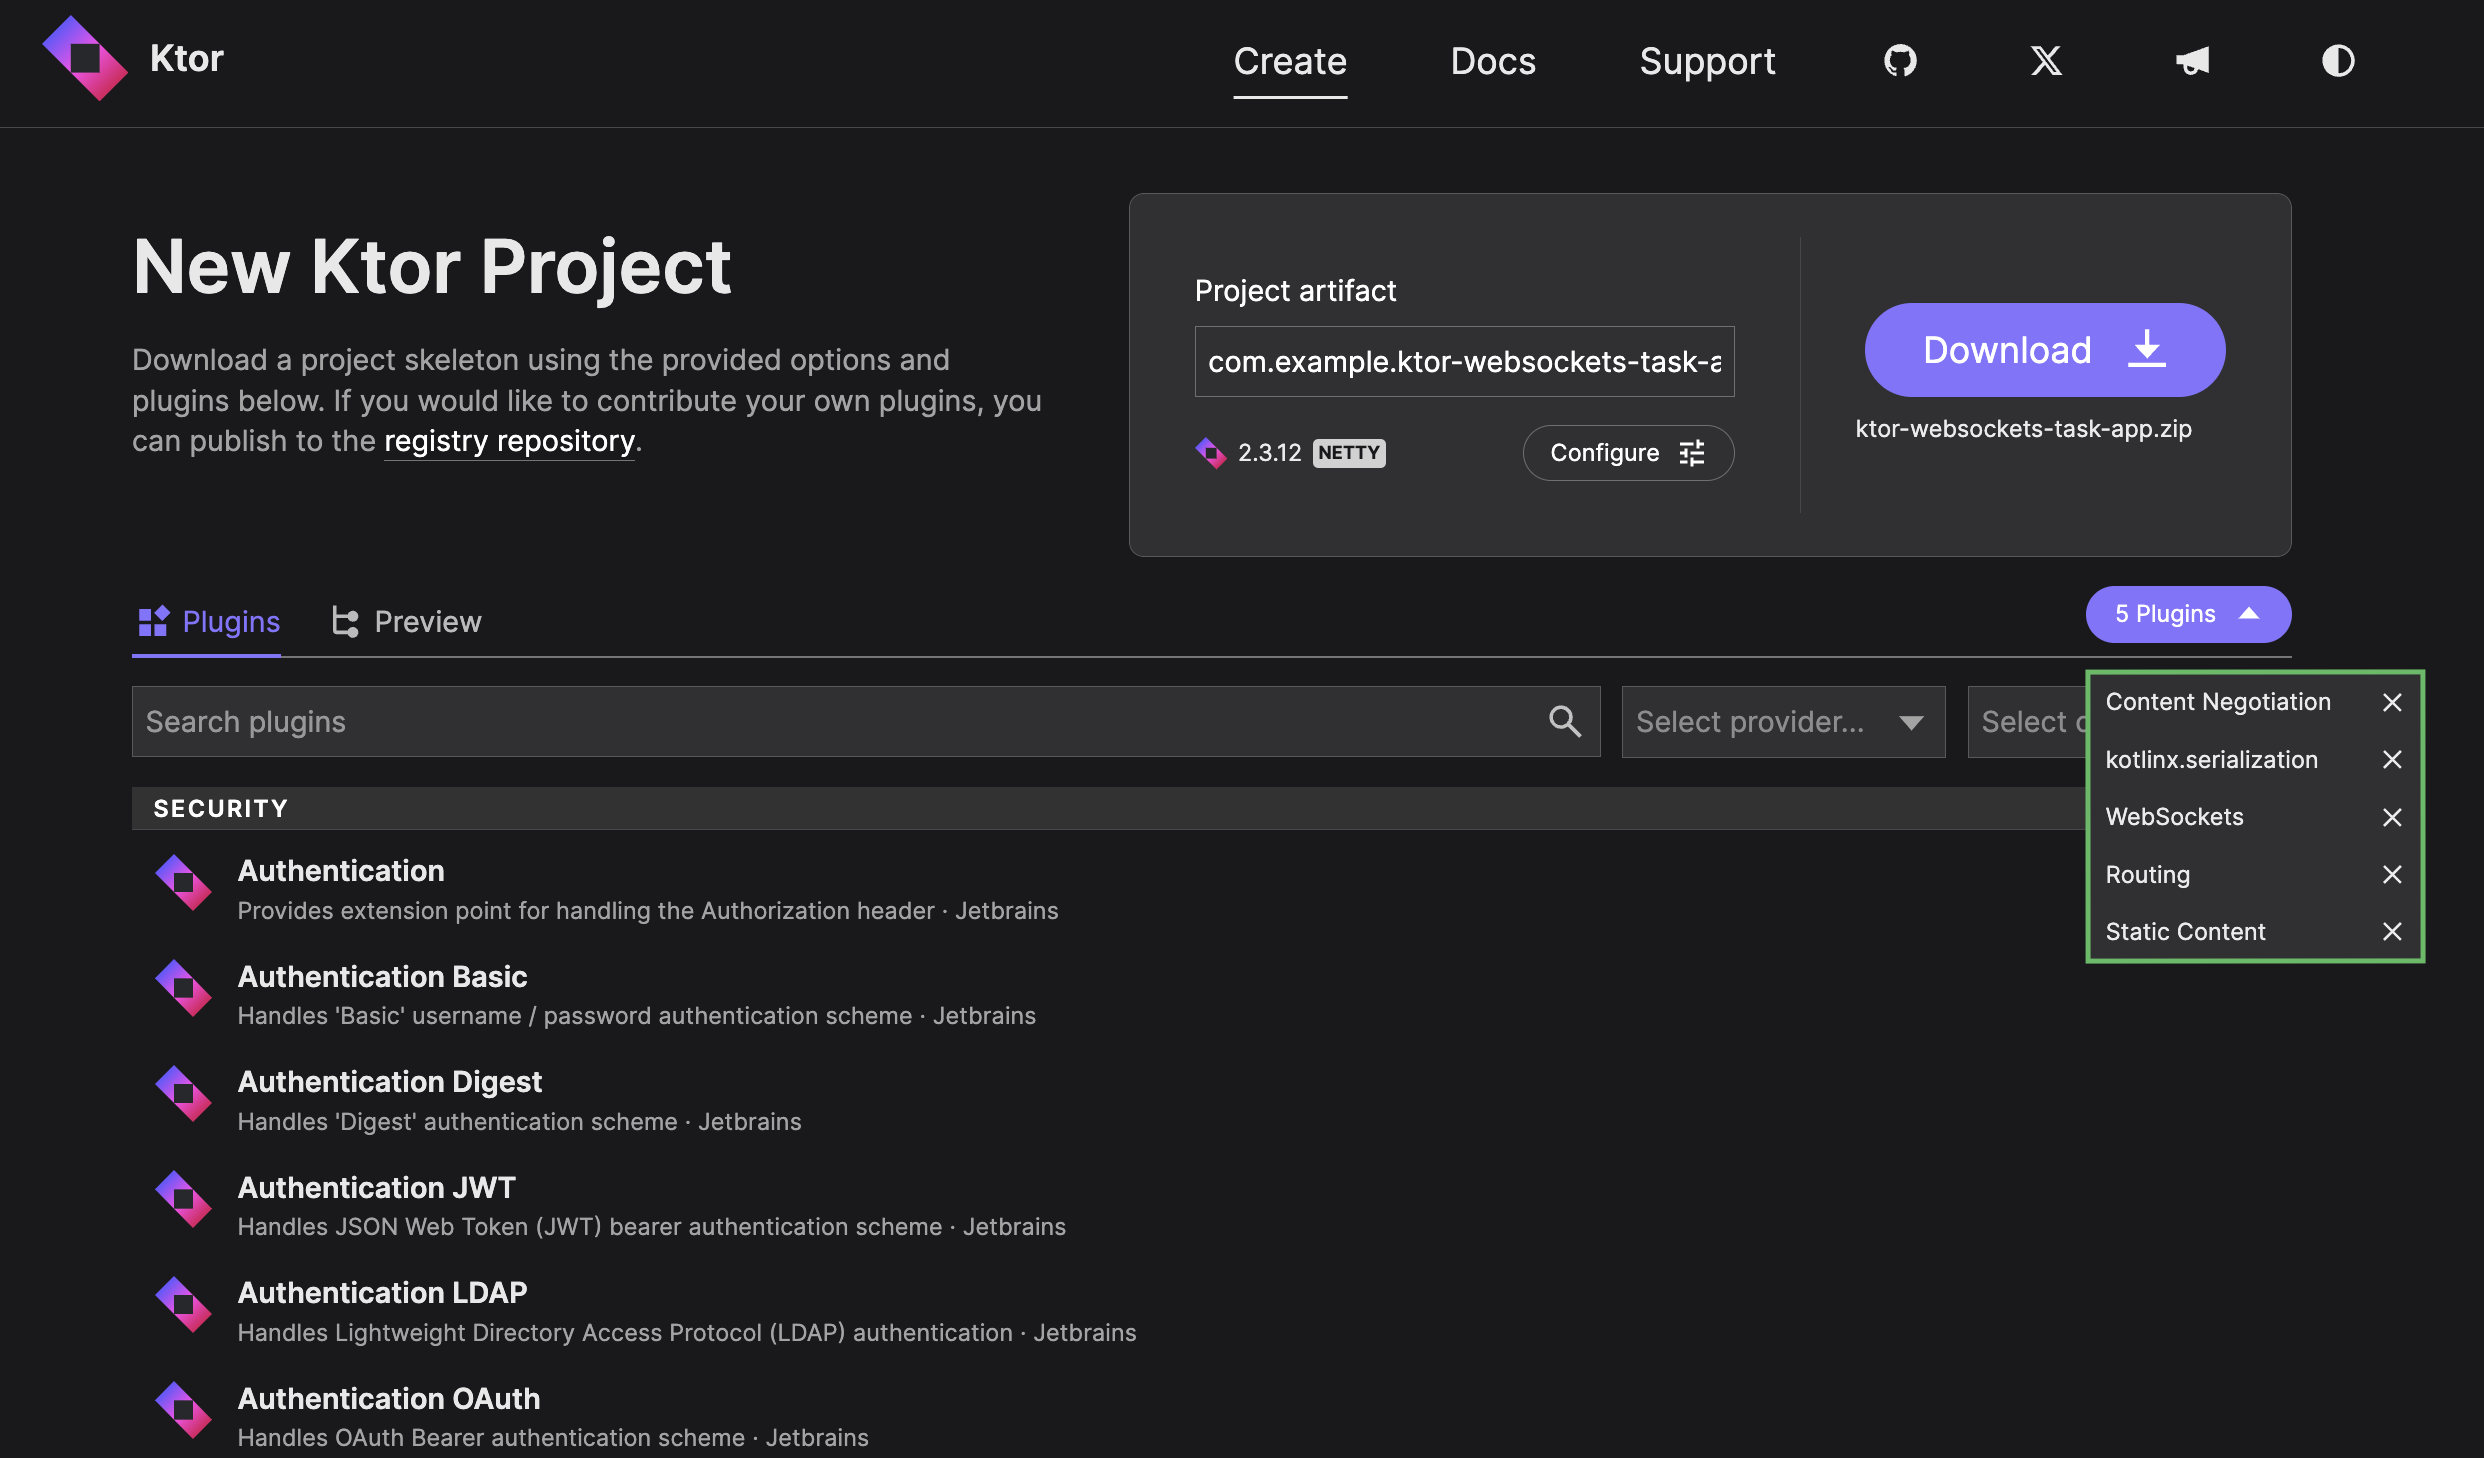 Ktor
Create
Docs
Support
New Ktor Project
Download a project skeleton using the provided options and
plugins below. If you would like to contribute your own plugins, you
can publish to the registry repository.
Project artifact
com.example.ktor-websockets-task-a
2.3.12 NETTY
Configure
Download
ktor-websockets-task-app.zip
Plugins
Preview
5 Plugins
Search plugins
Select provider...
Select
Content Negotiation
kotlinx.serialization
WebSockets
Routing
Static Content
SECURITY
Authentication
Provides extension point for handling the Authorization header · Jetbrains
Authentication Basic
Handles 'Basic' username / password authentication scheme · Jetbrains
Authentication Digest
Handles 'Digest' authentication scheme · Jetbrains
Authentication JWT
Handles JSON Web Token (JWT) bearer authentication scheme · Jetbrains
Authentication LDAP
Handles Lightweight Directory Access Protocol (LDAP) authentication · Jetbrains
Authentication OAuth
Handles OAuth Bearer authentication scheme · Jetbrains